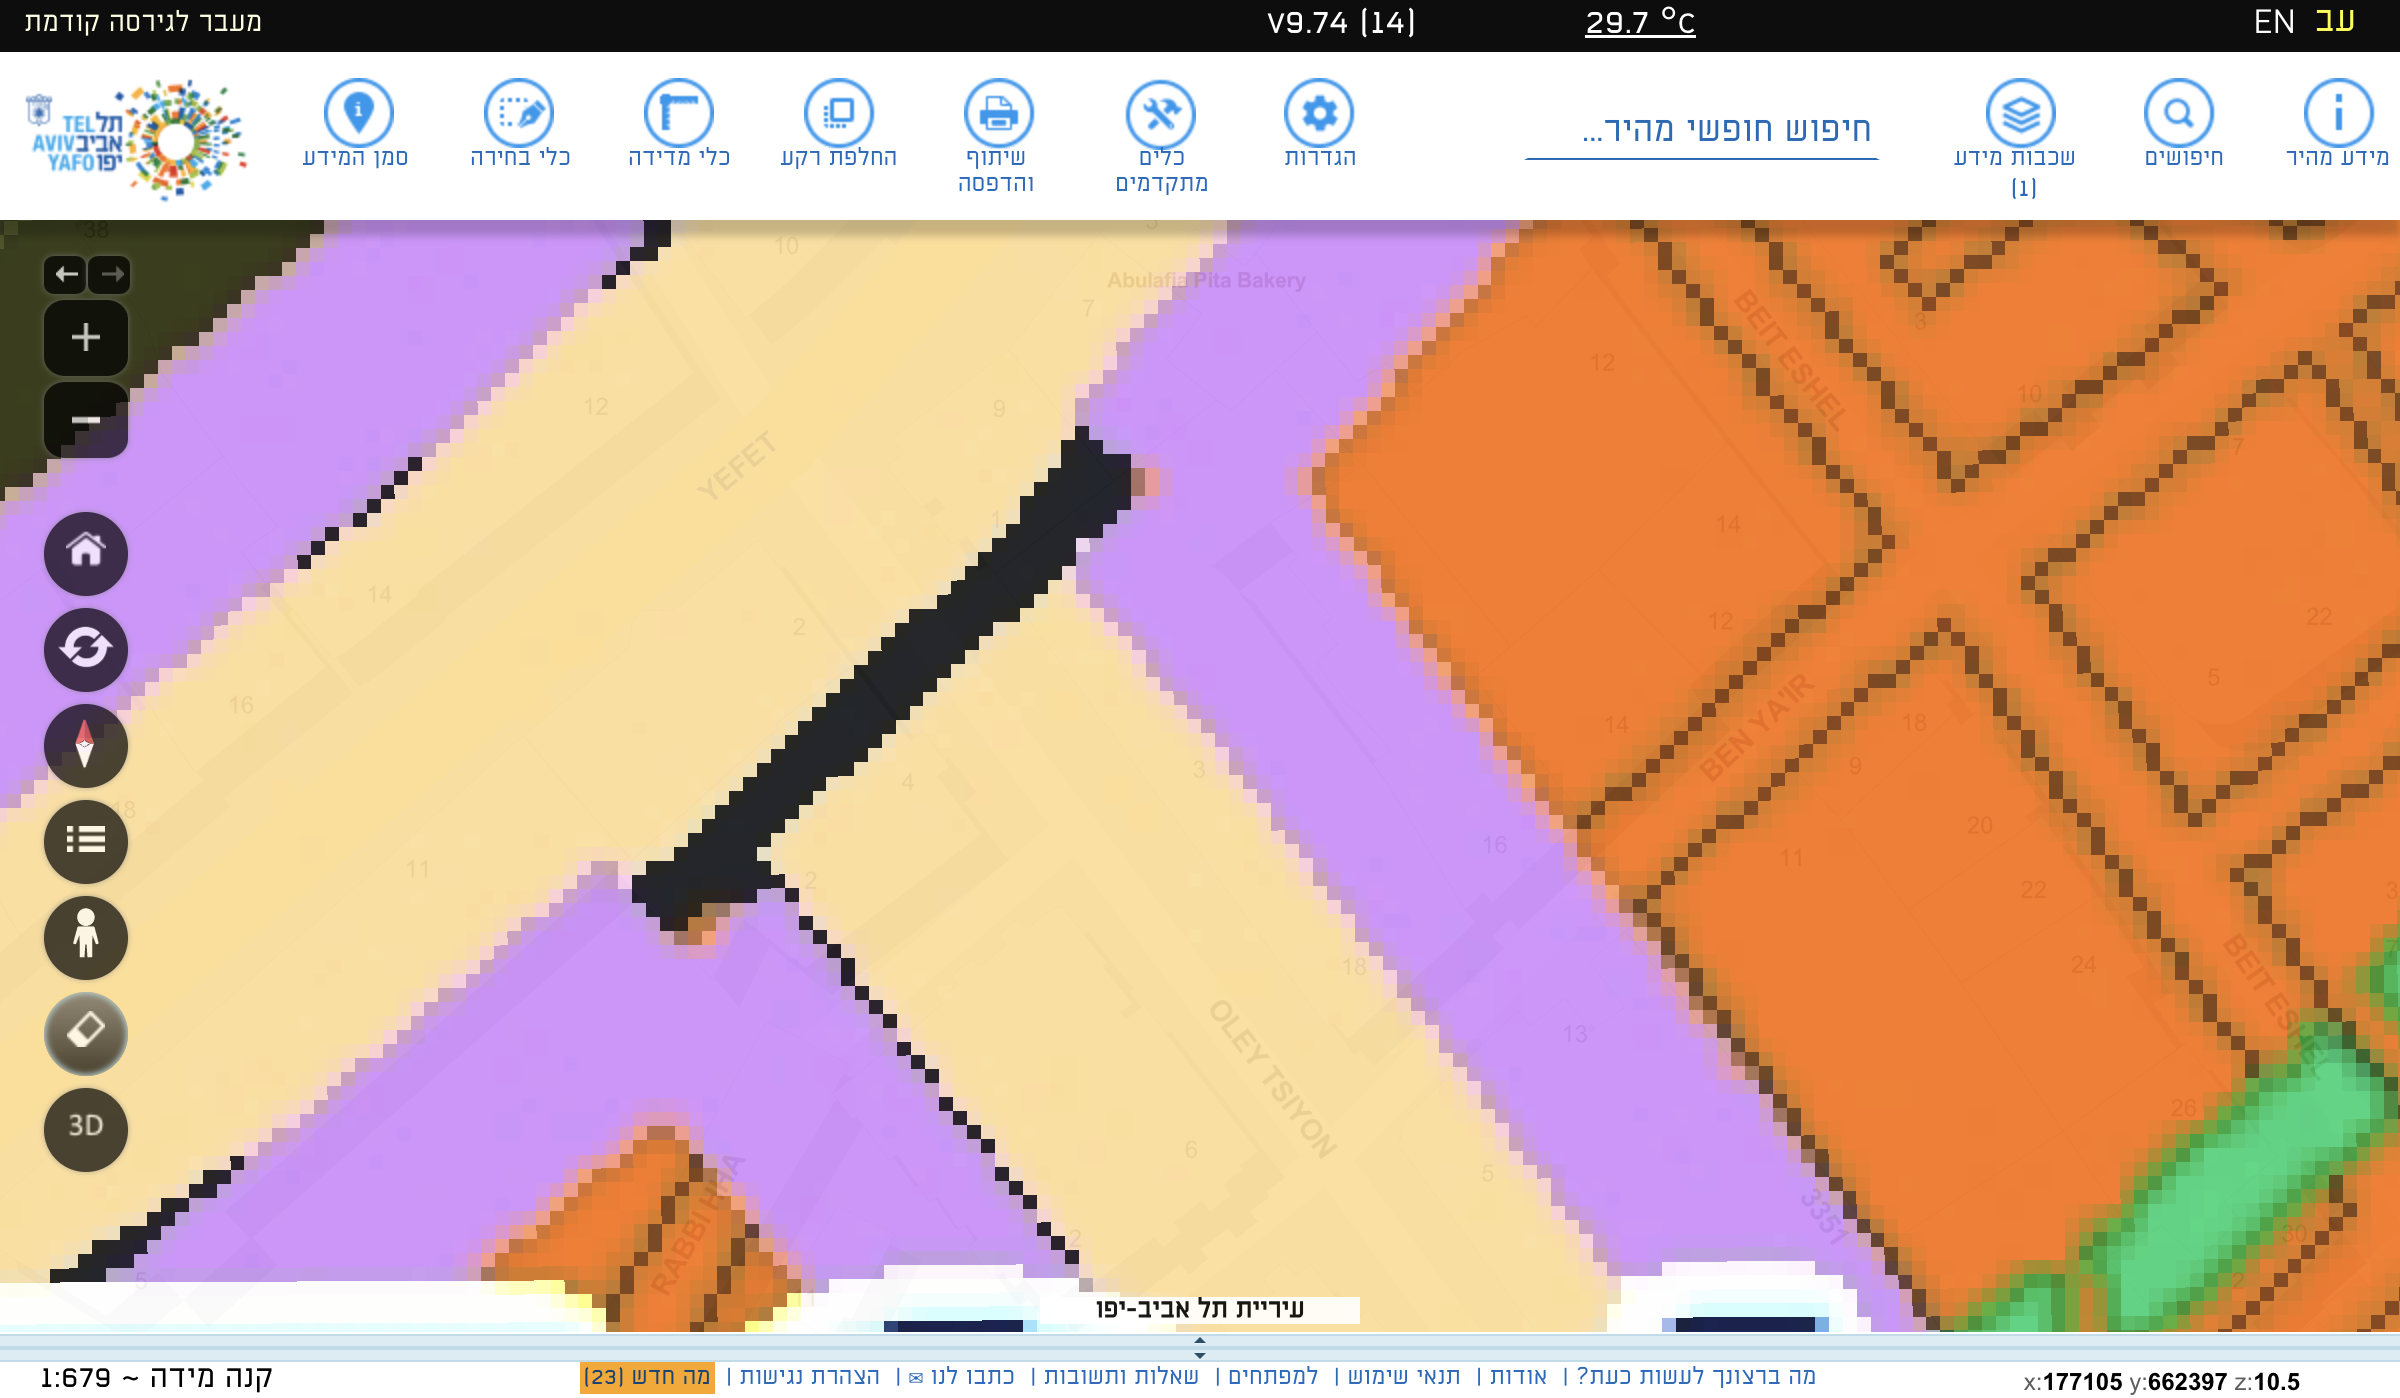 מעבר לגירסה קודמת
V9.74 (14)
29.7 °C
EN עב
תל אביב יפו
TEL AVIV YAFO
סמן המידע
כלי בחירה
כלי מדידה
החלפת רקע
שיתוף והדפסה
כלים מתקדמים
הגדרות
חיפוש חופשי מהיר...
שכבות מידע (1)
חיפושים
מידע מהיר
38
10
Abulafia Pita Bakery
7
3
12
BEIT ESHEL
10
12
9
YEFET
7
14
1
14
2
12
22
16
5
14
BEN YA'IR
18
18
4
3
9
16
20
11
11
2
22
18
24
BEIT ESHEL
13
OLEY TSIYON
26
6
5
RABBI HHA
3351
2
30
5
2
3D
עיריית תל אביב-יפו
קנה מידה ~ 1:679
מה ברצונך לעשות כעת? | אודות | תנאי שימוש | למפתחים | שאלות ותשובות | כתבו לנו ✉ | הצהרת נגישות | מה חדש (23)
x:177105 y:662397 z:10.5